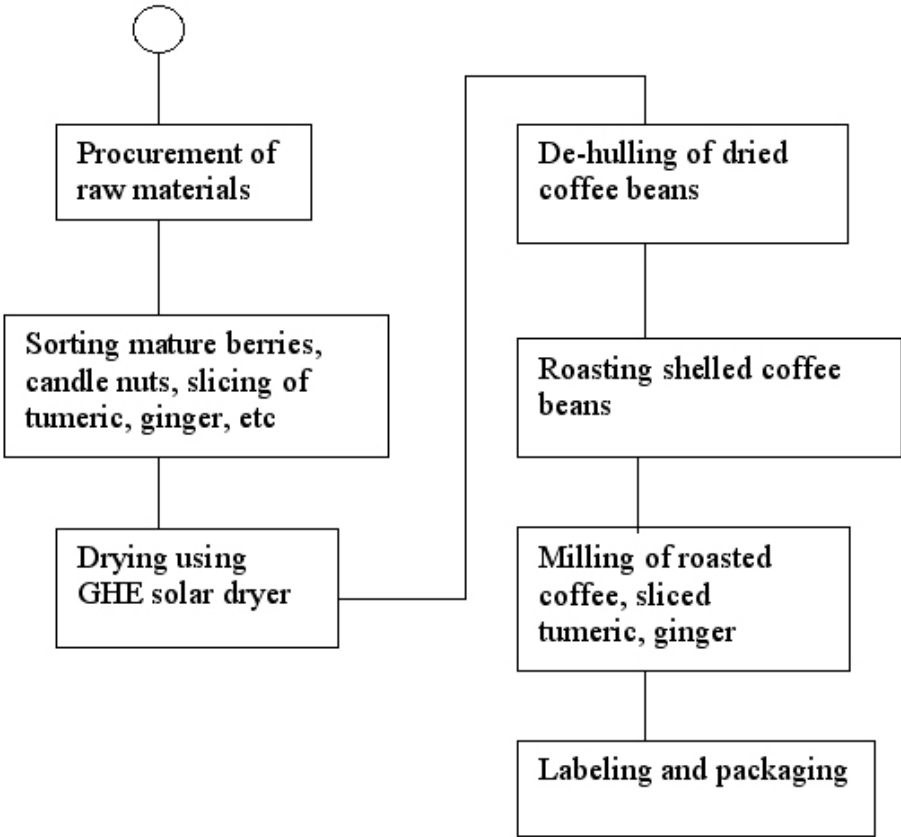 Procurement of
raw materials
Sorting mature berries,
candle nuts, slicing of
tumeric, ginger, etc
Drying using
GHE solar dryer
De-hulling of dried
coffee beans
Roasting shelled coffee
beans
Milling of roasted
coffee, sliced
tumeric, ginger
Labeling and packaging